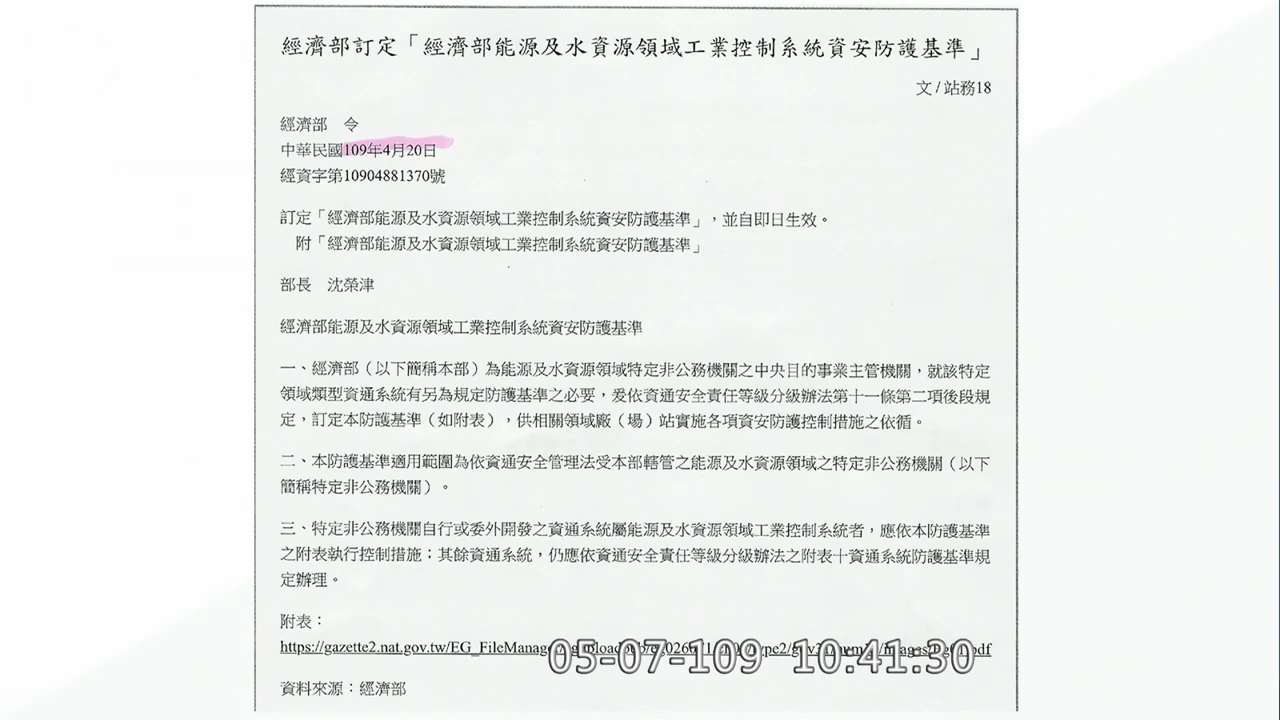 經濟部訂定「經濟部能源及水資源領域工業控制系統資安防護基準」
文 / 站務18
經濟部 令
中華民國109年4月20日
經資字第10904881370號
訂定「經濟部能源及水資源領域工業控制系統資安防護基準」，並自即日生效。
附「經濟部能源及水資源領域工業控制系統資安防護基準」
部長 沈榮津
經濟部能源及水資源領域工業控制系統資安防護基準
一、經濟部（以下簡稱本部）為能源及水資源領域特定非公務機關之中央目的事業主管機關，就該特定
領域類型資通系統有另為規定防護基準之必要，爰依資通安全責任等級分級辦法第十一條第二項後段規
定，訂定本防護基準（如附表），供相關領域廠（場）站實施各項資安防護控制措施之依循。
二、本防護基準適用範圍為依資通安全管理法受本部轄管之能源及水資源領域之特定非公務機關（以下
簡稱特定非公務機關）。
三、特定非公務機關自行或委外開發之資通系統屬能源及水資源領域工業控制系統者，應依本防護基準
之附表執行控制措施；其餘資通系統，仍應依資通安全責任等級分級辦法之附表十資通系統防護基準規
定辦理。
附表：
https://gazette2.nat.gov.tw/EG_FileManage
05-07-109 10.41.30
資料來源：經濟部